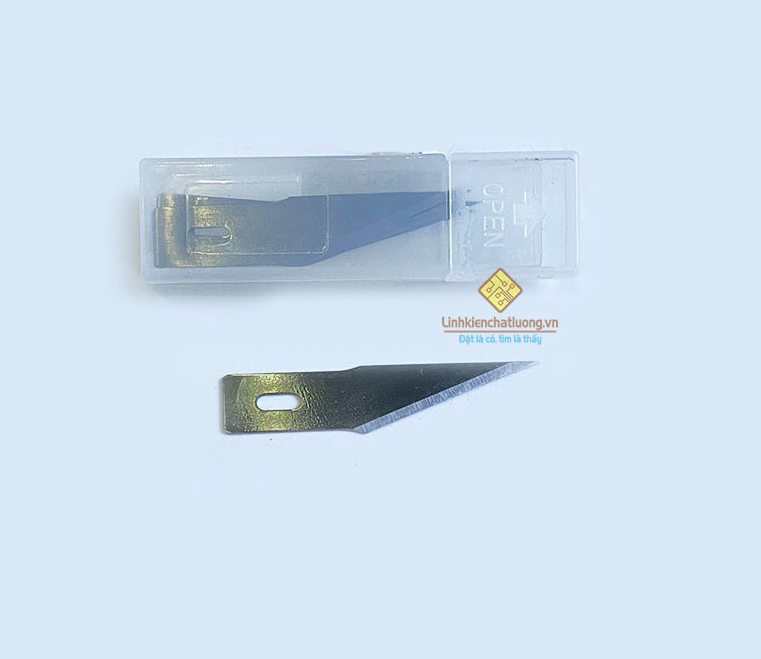 OPEN
Linhkienchatluong.vn
Đặt là có, tìm là thấy